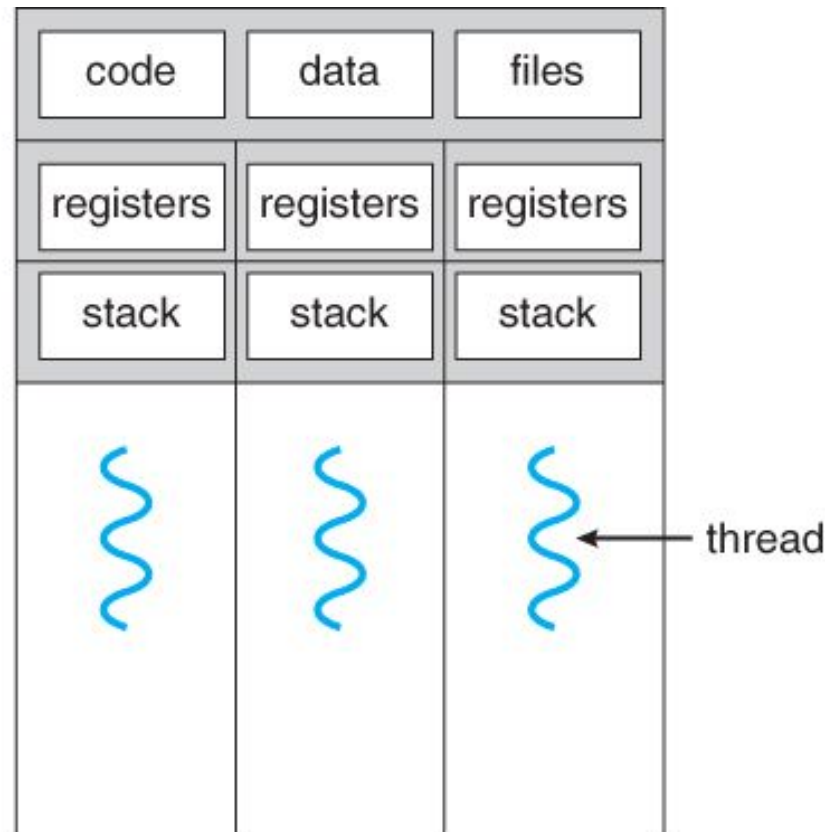 code data files
registers registers registers
stack stack stack
thread